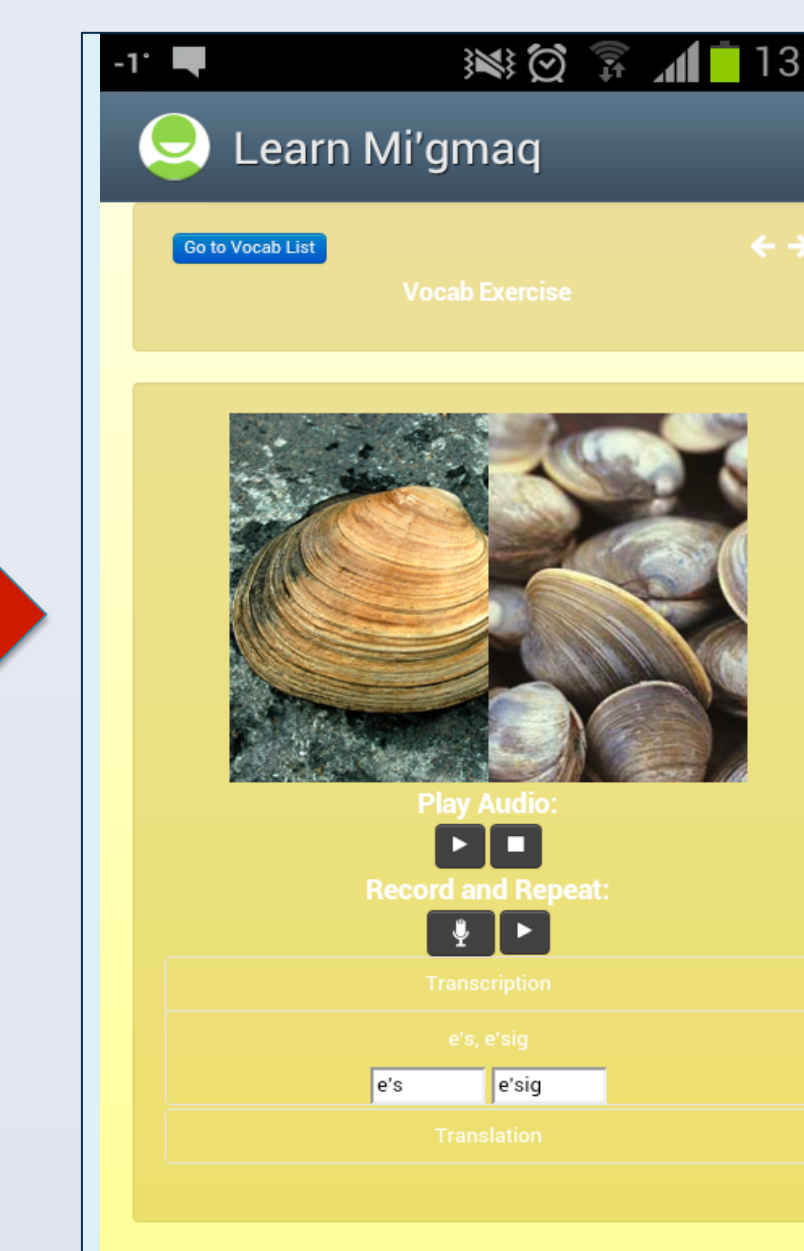 -1° 13
Learn Mi'gmaq
Go to Vocab List
Vocab Exercise
Play Audio:
Record and Repeat:
Transcription
e's, e'sig
e's e'sig
Translation